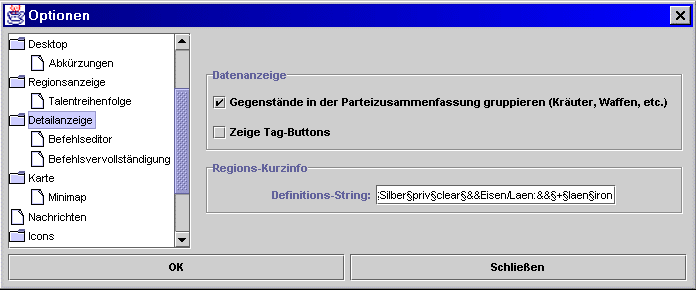 Optionen
Desktop
Abkürzungen
Regionsanzeige
Talentreihenfolge
Detailanzeige
Befehlseditor
Befehlsvervollständigung
Karte
Minimap
Nachrichten
Icons
Datenanzeige
Gegenstände in der Parteizusammenfassung gruppieren (Kräuter, Waffen, etc.)
Zeige Tag-Buttons
Regions-Kurzinfo
Definitions-String: ;Silber§priv§clear§&&Eisen/Laen:&&§+§laen§iron
OK
Schließen